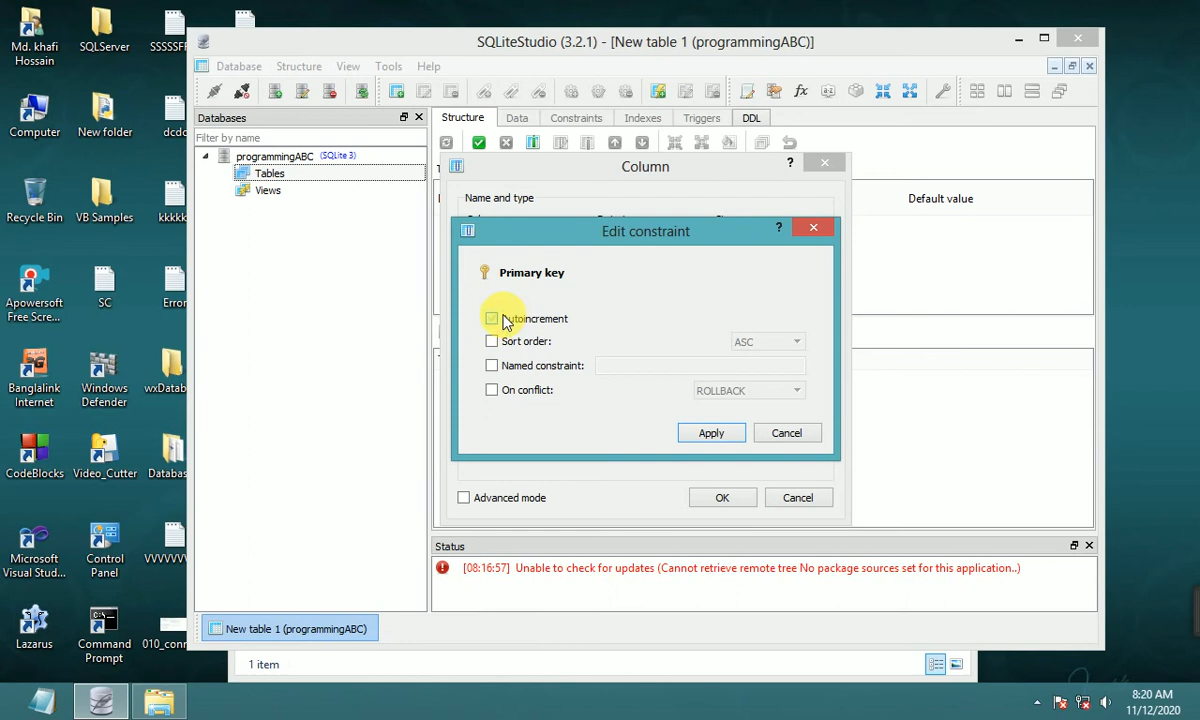 Md. khafi
Hossain
SQLServer
SSSSSFF
Computer
New folder
dcdc
Recycle Bin
VB Samples
kkkkk
Apowersoft
Free Scre...
SC
Error
Banglalink
Internet
Windows
Defender
wxDatab
CodeBlocks
Video_Cutter
Databas
Microsoft
Visual Stud...
Control
Panel
VVVVVV
Lazarus
Command
Prompt
010_conn
SQLiteStudio (3.2.1) - [New table 1 (programmingABC)]
Database Structure View Tools Help
Databases
Filter by name
programmingABC (SQLite 3)
Tables
Views
Structure Data Constraints Indexes Triggers DDL
Column
?
Name and type
Default value
Edit constraint
?
Primary key
Autoincrement
Sort order: ASC
Named constraint:
On conflict: ROLLBACK
Apply Cancel
Advanced mode OK Cancel
Status
[08:16:57] Unable to check for updates (Cannot retrieve remote tree No package sources set for this application..)
New table 1 (programmingABC)
1 item
8:20 AM
11/12/2020